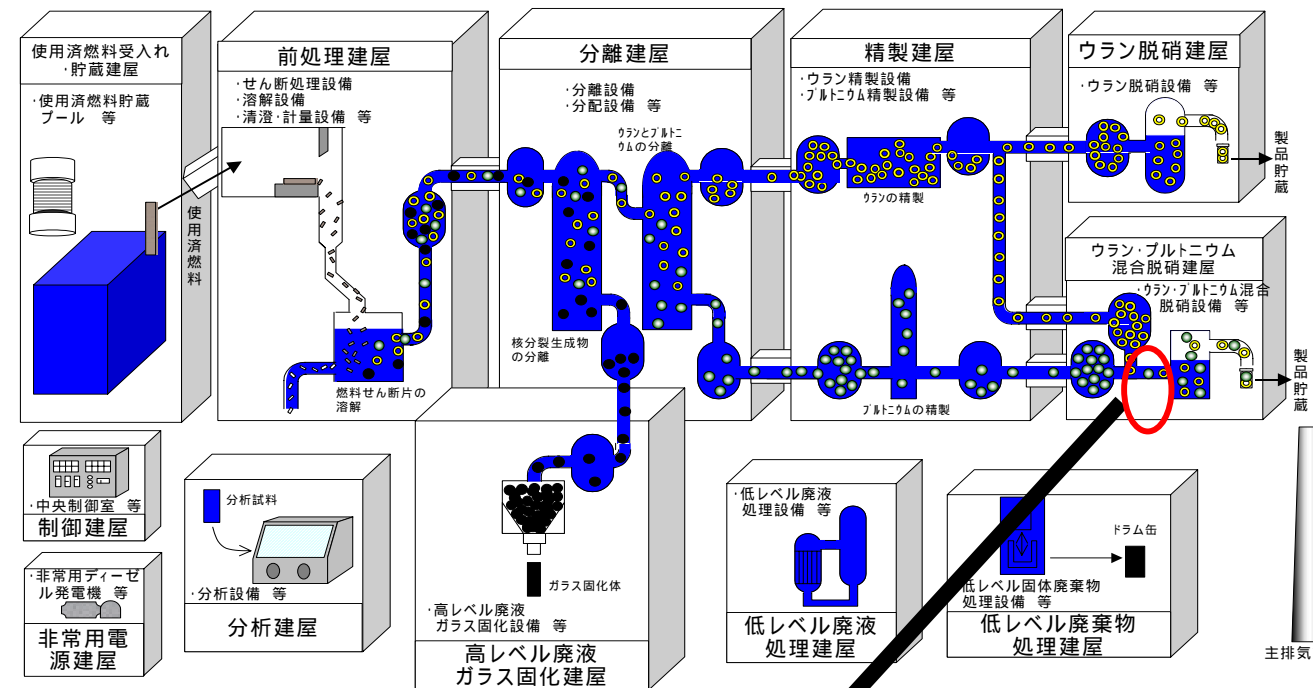 使用済燃料受入れ
・貯蔵建屋
・使用済燃料貯蔵
プール 等
使用済燃料
前処理建屋
・せん断処理設備
・溶解設備
・清澄・計量設備 等
燃料せん断片の
溶解
分離建屋
・分離設備
・分配設備 等
ウランとプルトニ
ウムの分離
核分裂生成物
の分離
精製建屋
・ウラン精製設備
・プルトニウム精製設備 等
ウランの精製
プルトニウムの精製
ウラン脱硝建屋
・ウラン脱硝設備 等
製品貯蔵
ウラン・プルトニウム
混合脱硝建屋
・ウラン・プルトニウム混合
脱硝設備 等
製品貯蔵
・中央制御室 等
制御建屋
・非常用ディーゼ
ル発電機 等
非常用電
源建屋
分析試料
・分析設備 等
分析建屋
ガラス固化体
・高レベル廃液
ガラス固化設備 等
高レベル廃液
ガラス固化建屋
・低レベル廃液
処理設備 等
低レベル廃液
処理建屋
ドラム缶
低レベル固体廃棄物
処理設備 等
低レベル廃棄物
処理建屋
主排気